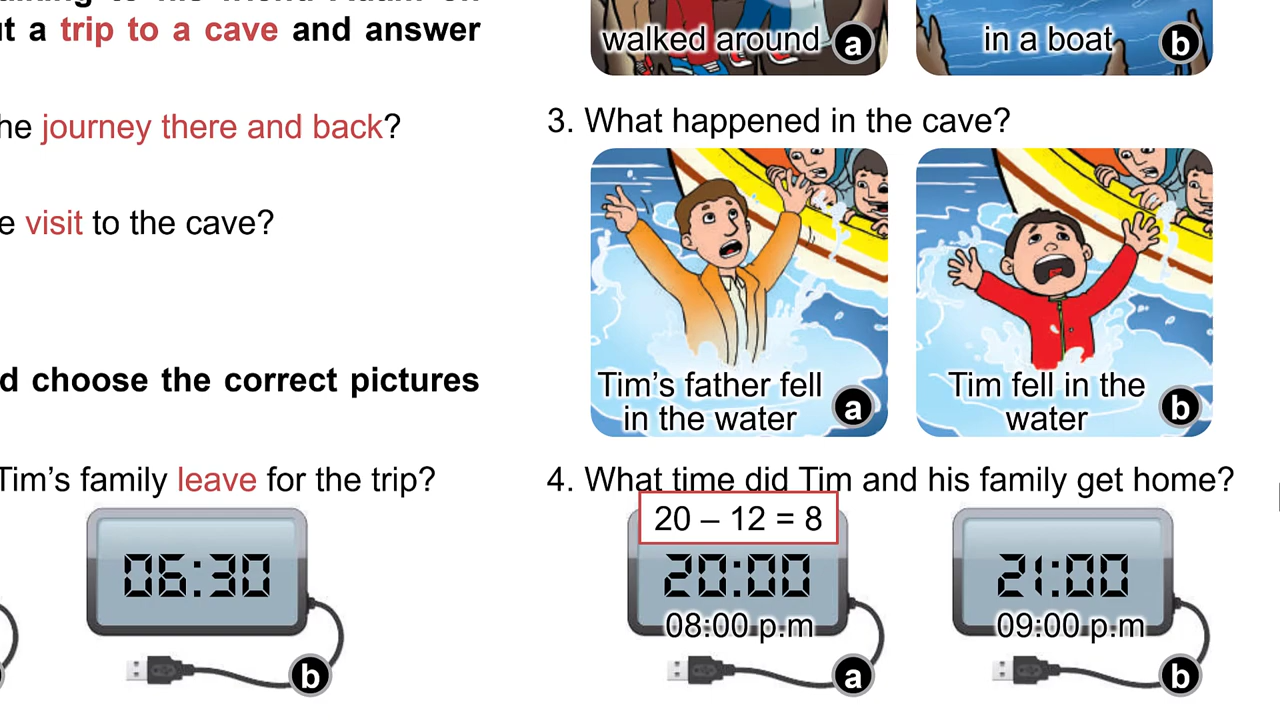 ut a trip to a cave and answer
he journey there and back?
e visit to the cave?
d choose the correct pictures
Tim's family leave for the trip?
06:30
b
walked around a
in a boat b
3. What happened in the cave?
Tim's father fell
in the water a
Tim fell in the
water b
4. What time did Tim and his family get home?
20 – 12 = 8
20:00
08:00 p.m
a
21:00
09:00 p.m
b